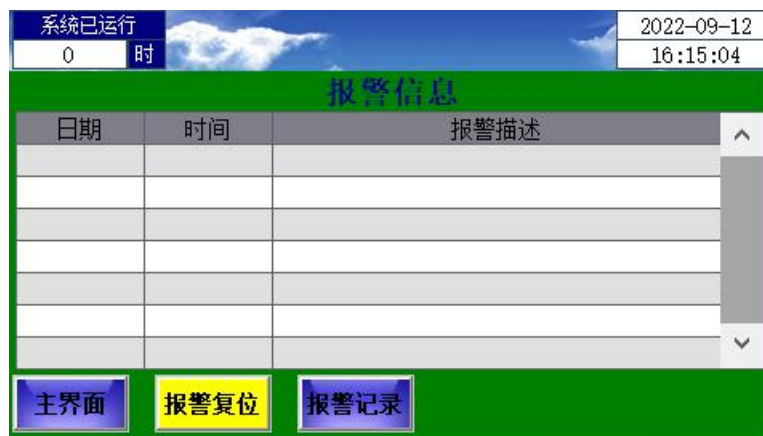 系统已运行
0 时
2022-09-12
16:15:04
报警信息
日期 时间 报警描述
主界面 报警复位 报警记录